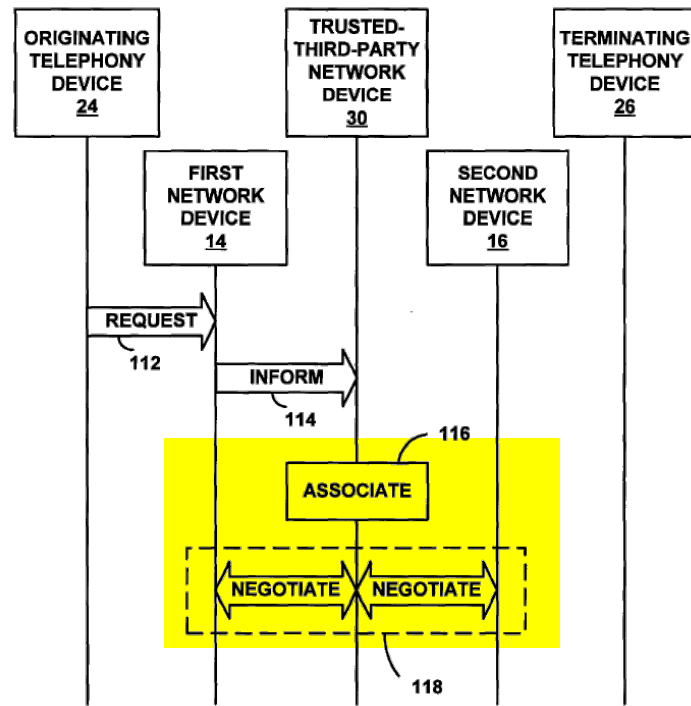 ORIGINATING
TELEPHONY
DEVICE
24
TRUSTED-
THIRD-PARTY
NETWORK
DEVICE
30
TERMINATING
TELEPHONY
DEVICE
26
FIRST
NETWORK
DEVICE
14
SECOND
NETWORK
DEVICE
16
REQUEST
112
INFORM
114
116
ASSOCIATE
NEGOTIATE
NEGOTIATE
118